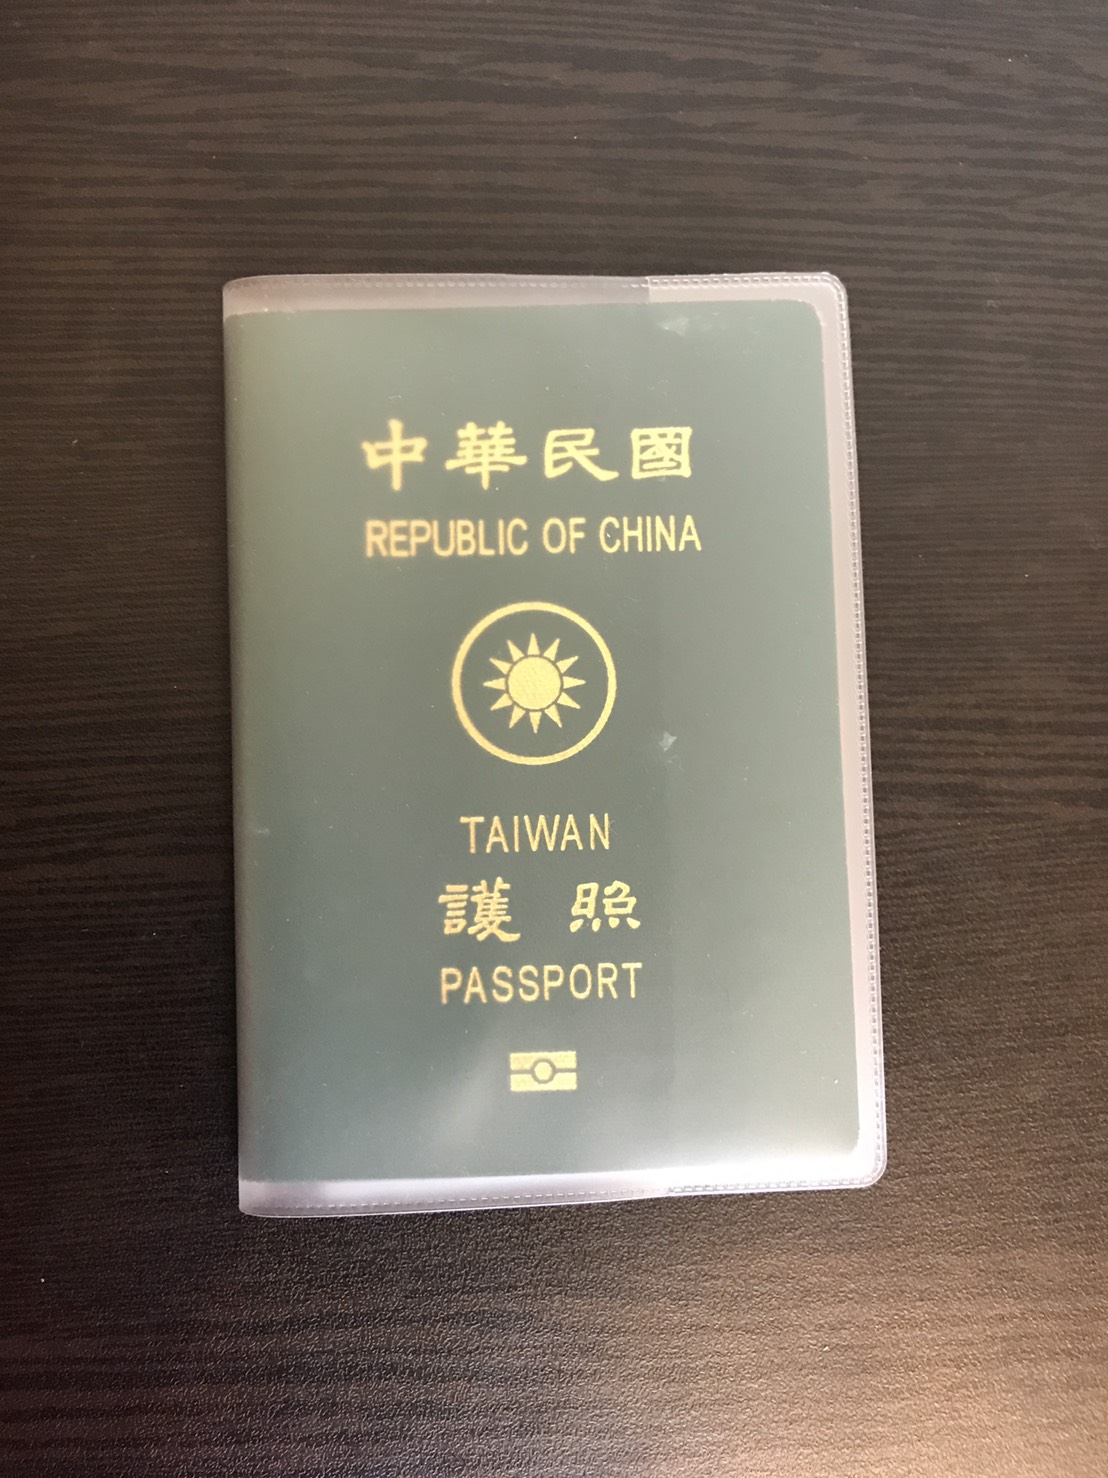 中華民國
REPUBLIC OF CHINA
TAIWAN
護照
PASSPORT